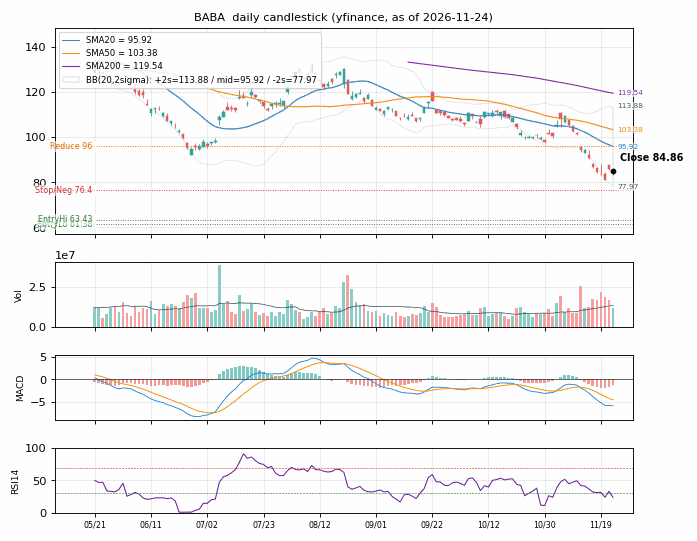 BABA daily candlestick (yfinance, as of 2026-11-24)
SMA20 = 95.92
SMA50 = 103.38
SMA200 = 119.54
BB(20,2sigma): +2s=113.88 / mid=95.92 / -2s=77.97
140
120
100
80
60
119.54
113.88
103.38
95.92
Close 84.86
77.97
Reduce 96
Stop/Neg 76.4
EntryHi 63.43
1e7
Vol
2.5
0.0
MACD
5
0
−5
RSI14
100
50
0
05/21 06/11 07/02 07/23 08/12 09/01 09/22 10/12 10/30 11/19